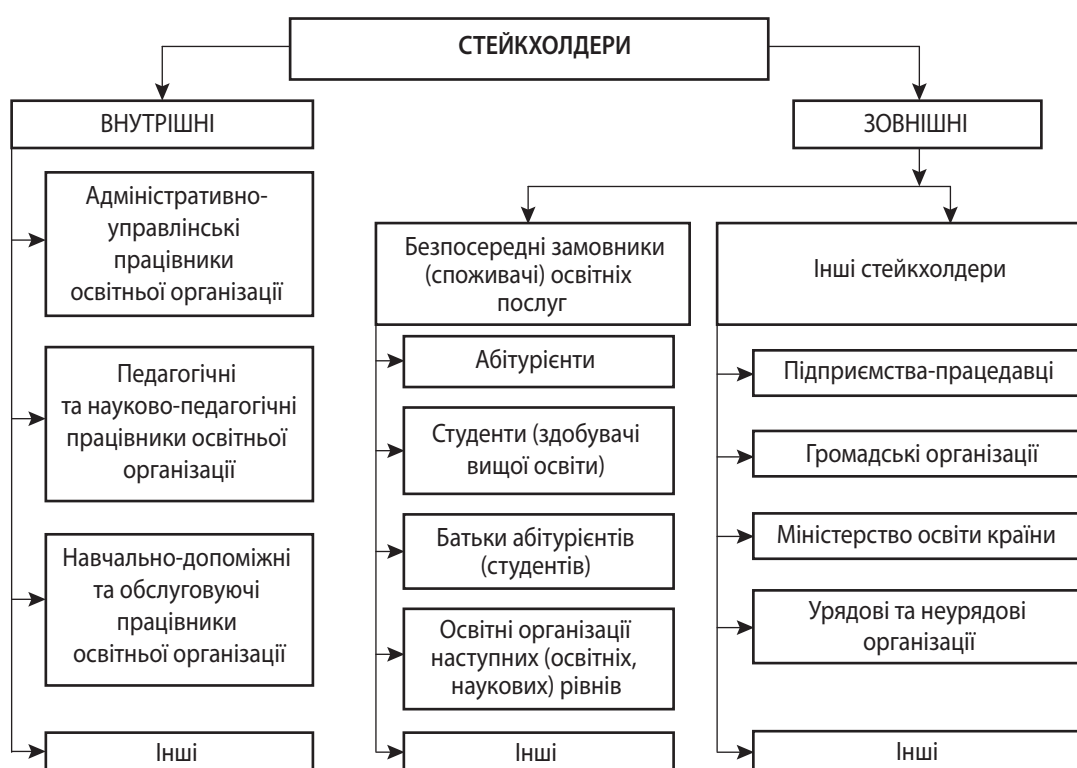 СТЕЙКХОЛДЕРИ
ВНУТРІШНІ
Адміністративно-
управлінські
працівники
освітньої організації
Педагогічні
та науково-педагогічні
працівники освітньої
організації
Навчально-допоміжні
та обслуговуючі
працівники
освітньої організації
Інші
ЗОВНІШНІ
Безпосередні замовники
(споживачі) освітніх
послуг
Абітурієнти
Студенти (здобувачі
вищої освіти)
Батьки абітурієнтів
(студентів)
Освітні організації
наступних (освітніх,
наукових) рівнів
Інші
Інші стейкхолдери
Підприємства-працедавці
Громадські організації
Міністерство освіти країни
Урядові та неурядові
організації
Інші